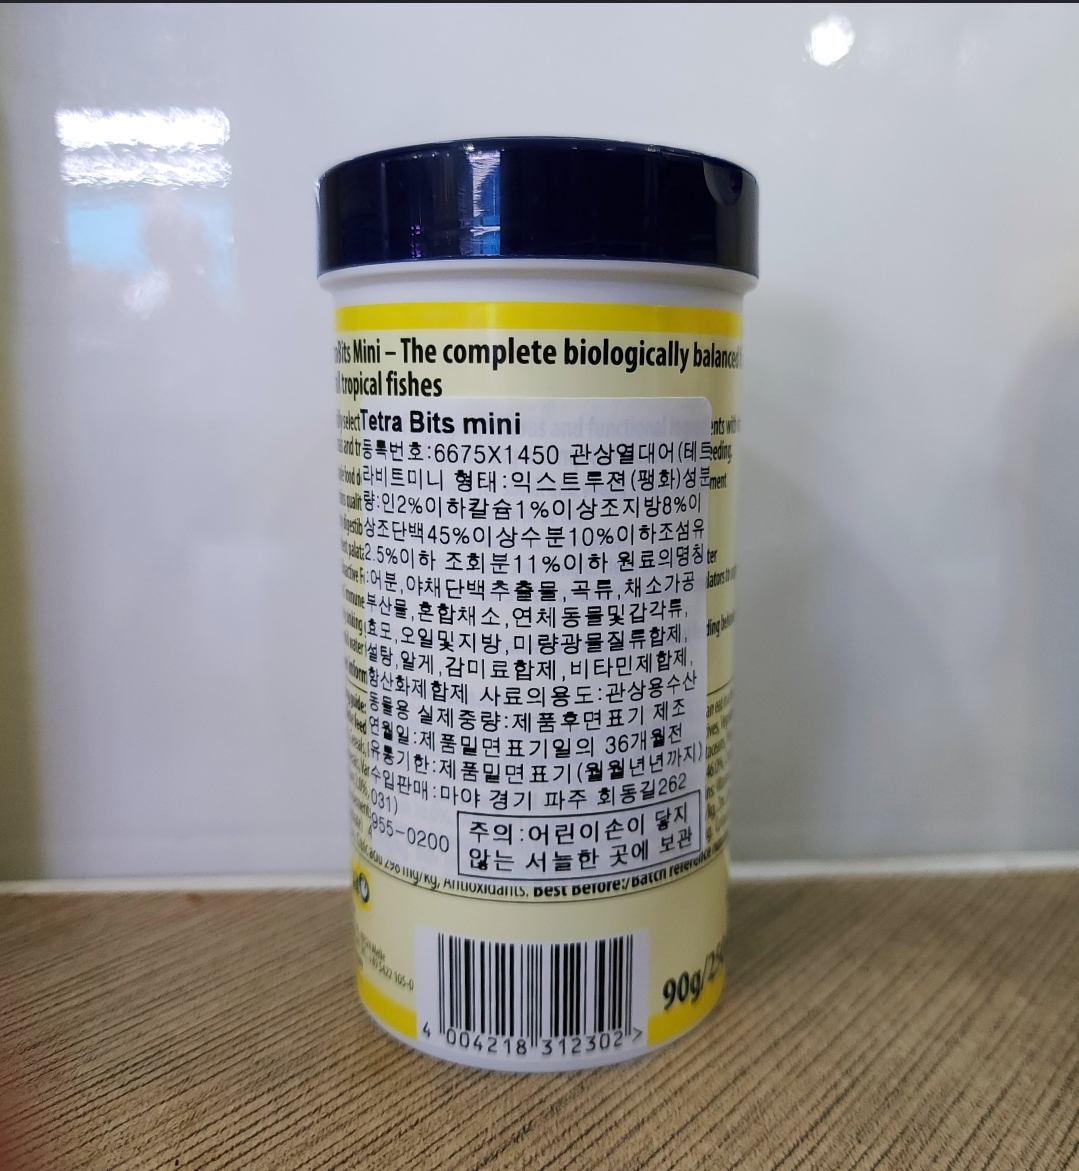 Bits Mini – The complete biologically balanced
tropical fishes
select
Tetra Bits mini
등록번호:6675X1450 관상열대어(테트
라비트미니 형태:익스트루젼(팽화)성분
량:인2%이하칼슘1%이상조지방8%이
상조단백45%이상수분10%이하조섬유
2.5%이하 조회분11%이하 원료의명칭
:어분,야채단백추출물,곡류,채소가공
부산물,혼합채소,연체동물및갑각류,
효모,오일및지방,미량광물질류합제,
설탕,알게,감미료합제,비타민제합제,
항산화제합제 사료의용도:관상용수산
동물용 실제중량:제품후면표기 제조
연월일:제품밀면표기일의 36개월전
유통기한:제품밀면표기(월월년년까지)
수입판매:마야 경기 파주 회동길262
031)
955-0200
주의:어린이손이 닿지
않는 서늘한 곳에 보관
298 mg/kg, Antioxidants. Best Before:/Batch reference
90g/
4 004218 312302 >